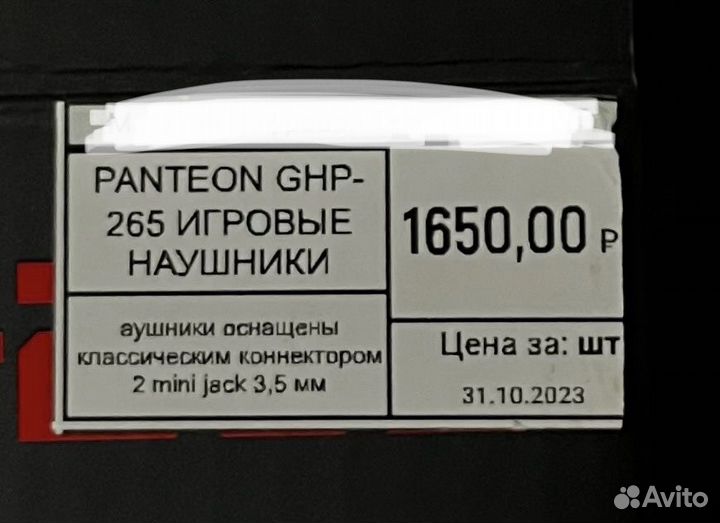 PANTEON GHP-
265 ИГРОВЫЕ
НАУШНИКИ
1650,00 ₽
аушники оснащены
классическим коннектором
2 mini jack 3,5 мм
Цена за: шт
31.10.2023
Avito